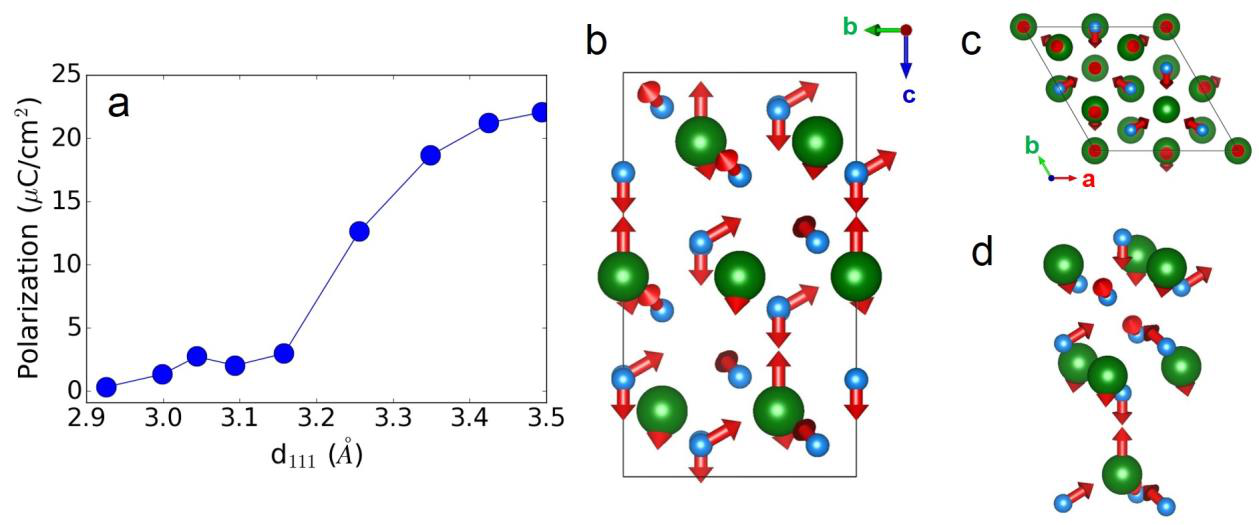 a
Polarization (μC/cm²)
25
20
15
10
5
0
2.9 3.0 3.1 3.2 3.3 3.4 3.5
d₁₁₁ (Å)
b
b
c
c
b
a
d